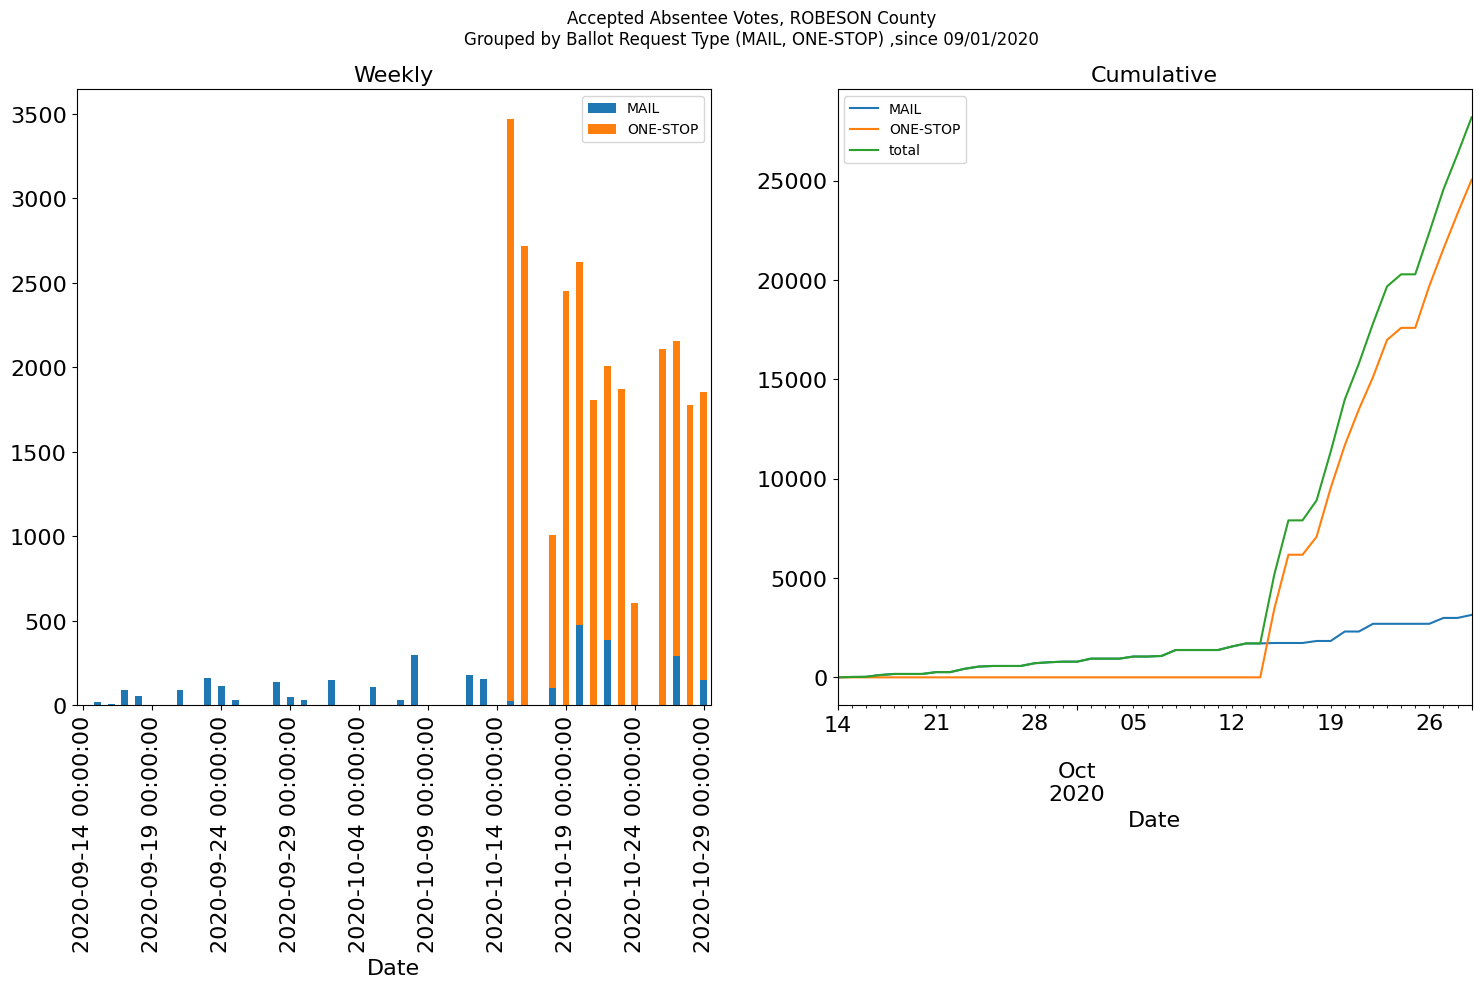 Accepted Absentee Votes, ROBESON County
Grouped by Ballot Request Type (MAIL, ONE-STOP) ,since 09/01/2020
Weekly
MAIL
ONE-STOP
3500
3000
2500
2000
1500
1000
500
0
2020-09-14 00:00:00
2020-09-19 00:00:00
2020-09-24 00:00:00
2020-09-29 00:00:00
2020-10-04 00:00:00
2020-10-09 00:00:00
2020-10-14 00:00:00
2020-10-19 00:00:00
2020-10-24 00:00:00
2020-10-29 00:00:00
Date
Cumulative
MAIL
ONE-STOP
total
25000
20000
15000
10000
5000
0
14 21 28 05 12 19 26
Oct
2020
Date